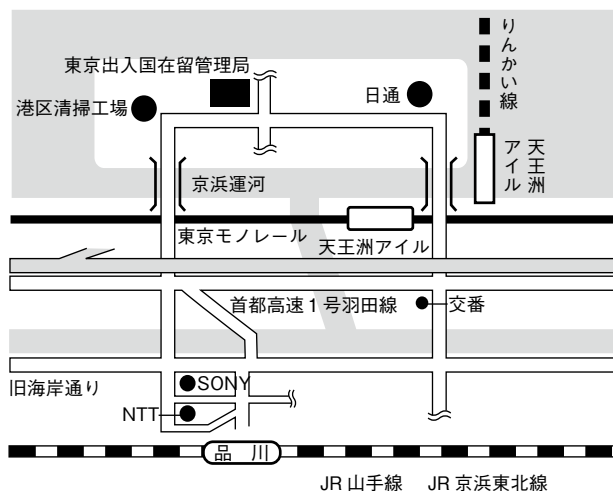 りんかい線
東京出入国在留管理局
日通
港区清掃工場
天王洲
アイル
京浜運河
東京モノレール
天王洲アイル
首都高速1号羽田線
交番
旧海岸通り
SONY
NTT
品川
JR 山手線 JR 京浜東北線